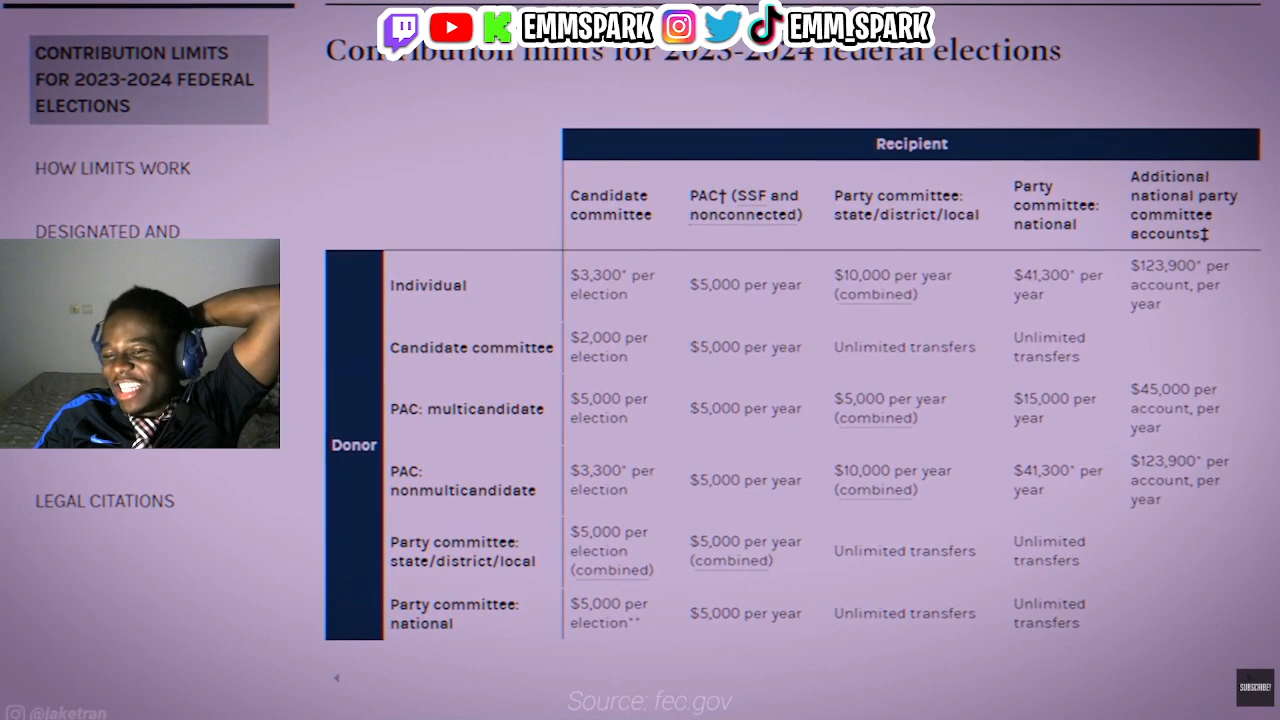 EMMSPARK EMM_SPARK
Contribution limits for 2023-2024 federal elections
CONTRIBUTION LIMITS
FOR 2023-2024 FEDERAL
ELECTIONS
HOW LIMITS WORK
DESIGNATED AND
LEGAL CITATIONS
Recipient
Candidate
committee
PAC† (SSF and
nonconnected)
Party committee:
state/district/local
Party
committee:
national
Additional
national party
committee
accounts‡
Donor
Individual
$3,300* per
election
$5,000 per year
$10,000 per year
(combined)
$41,300* per
year
$123,900* per
account, per
year
Candidate committee
$2,000 per
election
$5,000 per year
Unlimited transfers
Unlimited
transfers
PAC: multicandidate
$5,000 per
election
$5,000 per year
$5,000 per year
(combined)
$15,000 per
year
$45,000 per
account, per
year
PAC:
nonmulticandidate
$3,300* per
election
$5,000 per year
$10,000 per year
(combined)
$41,300* per
year
$123,900* per
account, per
year
Party committee:
state/district/local
$5,000 per
election
(combined)
$5,000 per year
(combined)
Unlimited transfers
Unlimited
transfers
Party committee:
national
$5,000 per
election**
$5,000 per year
Unlimited transfers
Unlimited
transfers
SUBSCRIBE!
Source: fec.gov
@jaketran